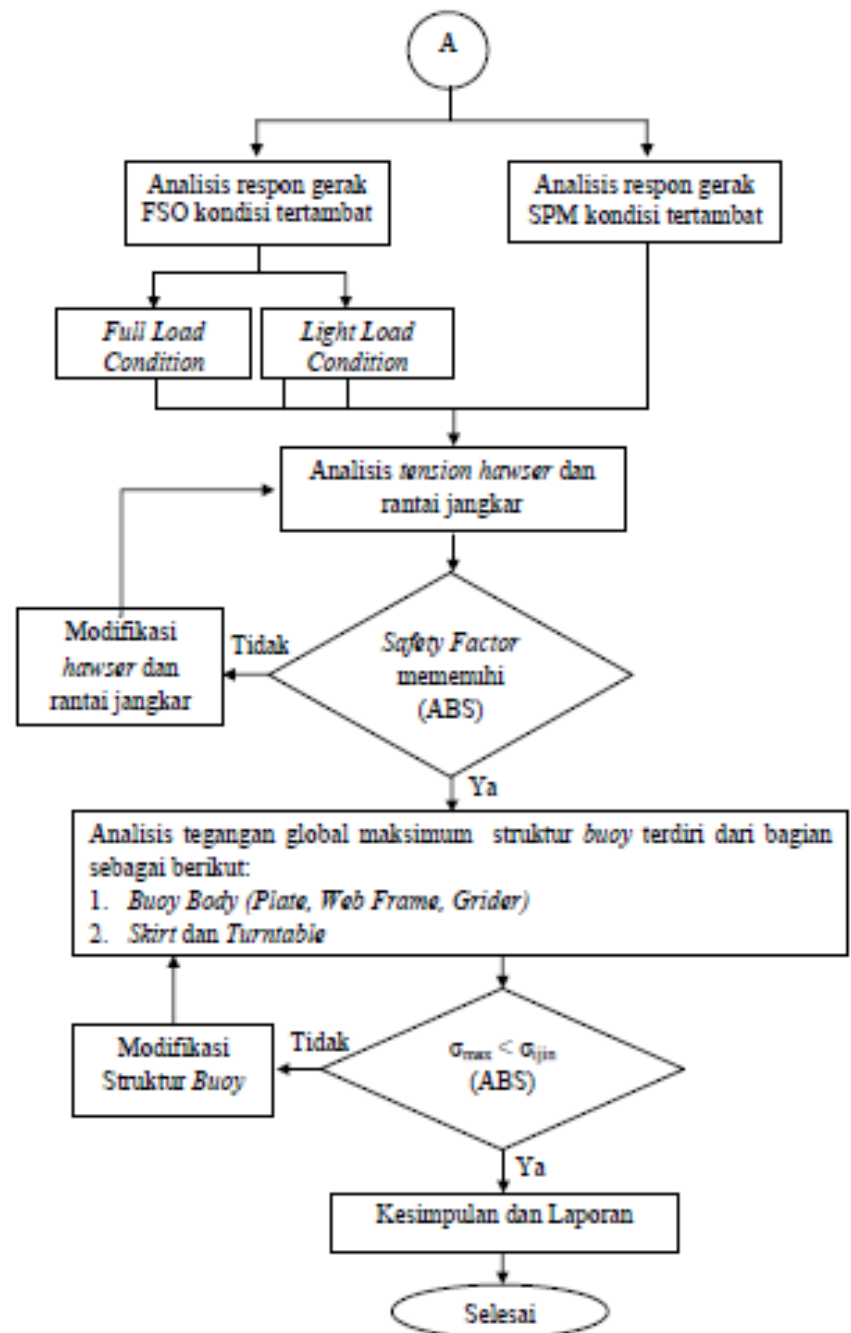 A
Analisis respon gerak
FSO kondisi tertambat
Analisis respon gerak
SPM kondisi tertambat
Full Load
Condition
Light Load
Condition
Analisis tension hawser dan
rantai jangkar
Modifikasi
hawser dan
rantai jangkar
Tidak
Safety Factor
memenuhi
(ABS)
Ya
Analisis tegangan global maksimum struktur buoy terdiri dari bagian
sebagai berikut:
1. Buoy Body (Plate, Web Frame, Grider)
2. Skirt dan Turntable
Modifikasi
Struktur Buoy
Tidak
σmax < σijin
(ABS)
Ya
Kesimpulan dan Laporan
Selesai